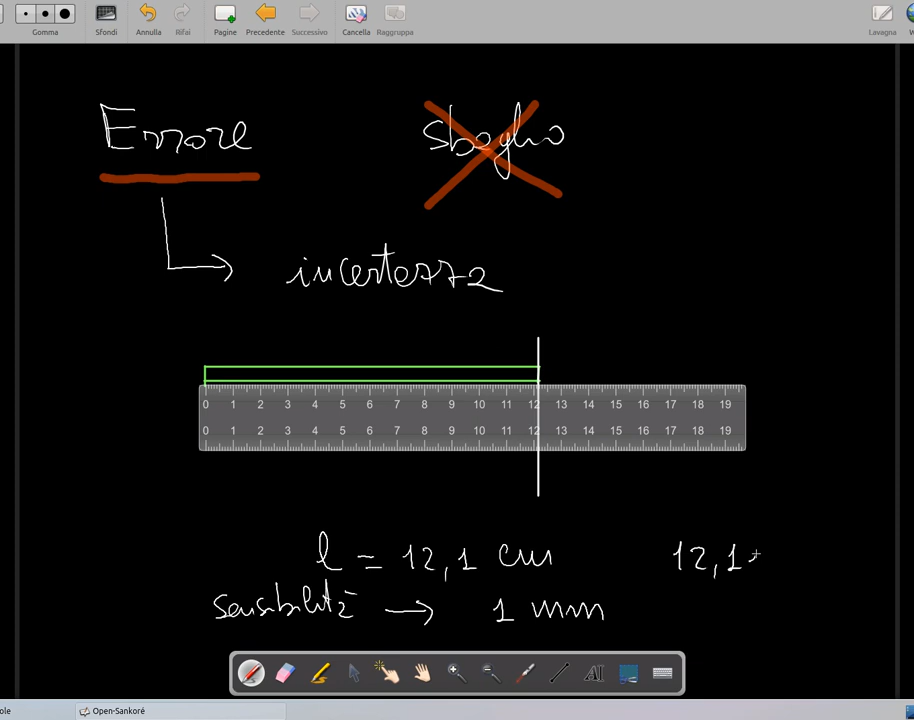 Gomma Sfondi Annulla Rifai Pagine Precedente Successivo Cancella Raggruppa Lavagna
Errore sbaglio
incertezza
0 1 2 3 4 5 6 7 8 9 10 11 12 13 14 15 16 17 18 19
0 1 2 3 4 5 6 7 8 9 10 11 12 13 14 15 16 17 18 19
l = 12,1 cm 12,1
sensibilità → 1 mm
AI
Open-Sankoré